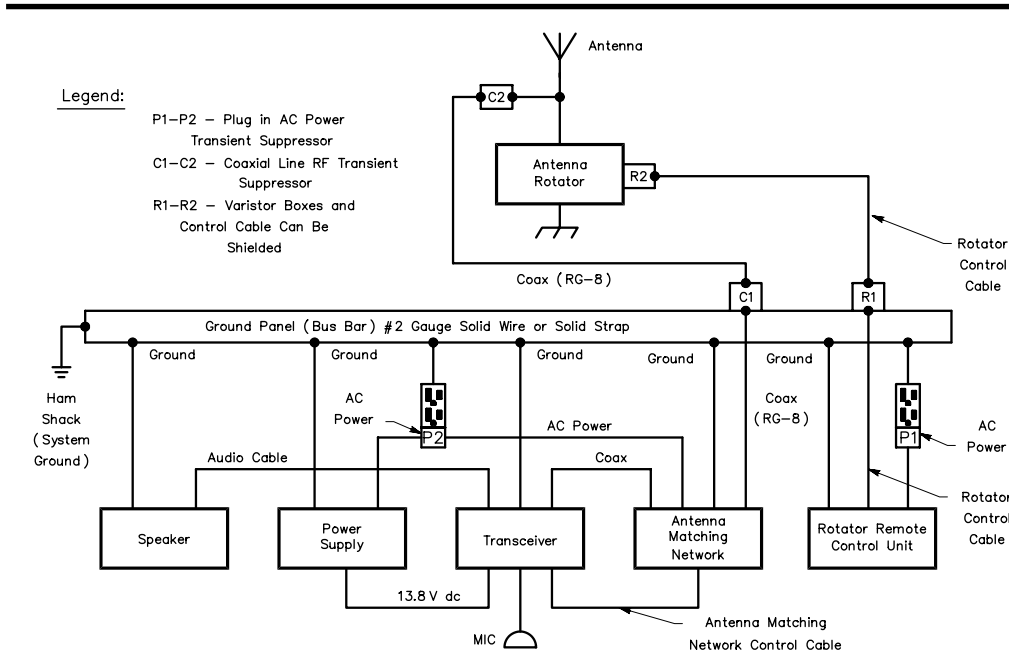 Antenna
C2
Legend:
P1–P2 – Plug in AC Power
Transient Suppressor
C1–C2 – Coaxial Line RF Transient
Suppressor
R1–R2 – Varistor Boxes and
Control Cable Can Be
Shielded
Antenna
Rotator
R2
Rotator
Control
Cable
Coax (RG–8)
C1
R1
Ground Panel (Bus Bar) #2 Gauge Solid Wire or Solid Strap
Ground
Ground
Ground
Ground
Ground
Ham
Shack
(System
Ground)
AC
Power
P2
AC Power
Coax
(RG–8)
P1
AC
Power
Audio Cable
Coax
Rotator
Control
Cable
Speaker
Power
Supply
Transceiver
Antenna
Matching
Network
Rotator Remote
Control Unit
13.8 V dc
MIC
Antenna Matching
Network Control Cable